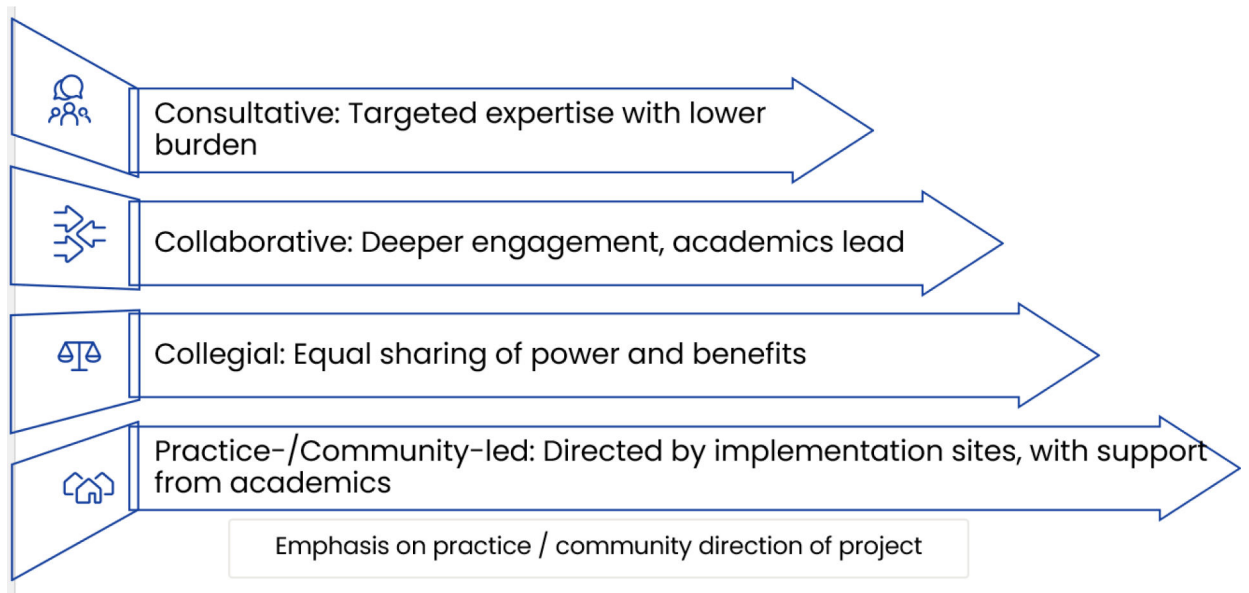 Consultative: Targeted expertise with lower
burden
Collaborative: Deeper engagement, academics lead
Collegial: Equal sharing of power and benefits
Practice-/Community-led: Directed by implementation sites, with support
from academics
Emphasis on practice / community direction of project